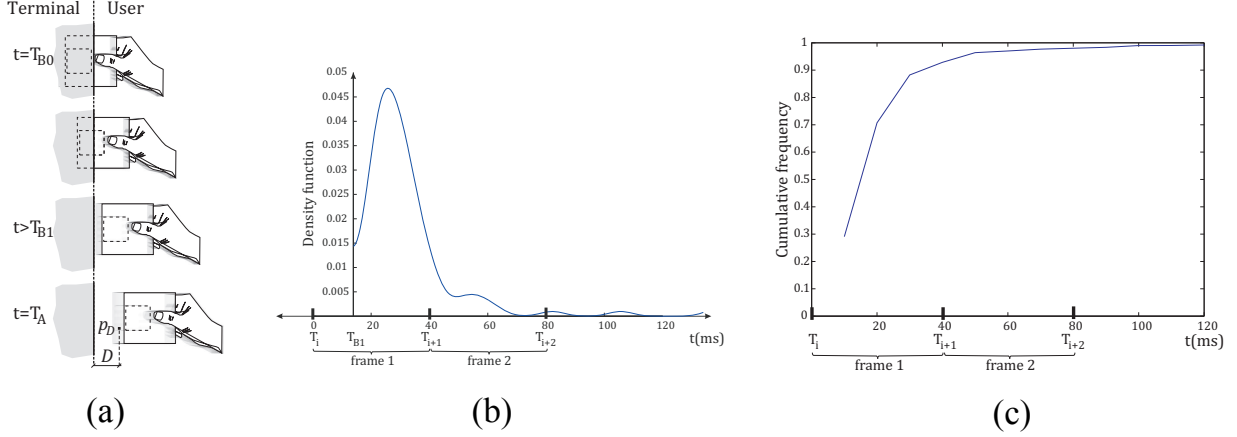 Terminal User
t=T_B0
t>T_B1
t=T_A
p_D
D
(a)
Density function
0.05
0.045
0.04
0.035
0.03
0.025
0.02
0.015
0.01
0.005
0 20 40 60 80 100 120
T_i T_B1 T_i+1 T_i+2 t(ms)
frame 1 frame 2
(b)
Cumulative frequency
1
0.9
0.8
0.7
0.6
0.5
0.4
0.3
0.2
0.1
0
20 40 60 80 100 120
T_i T_i+1 T_i+2 t(ms)
frame 1 frame 2
(c)